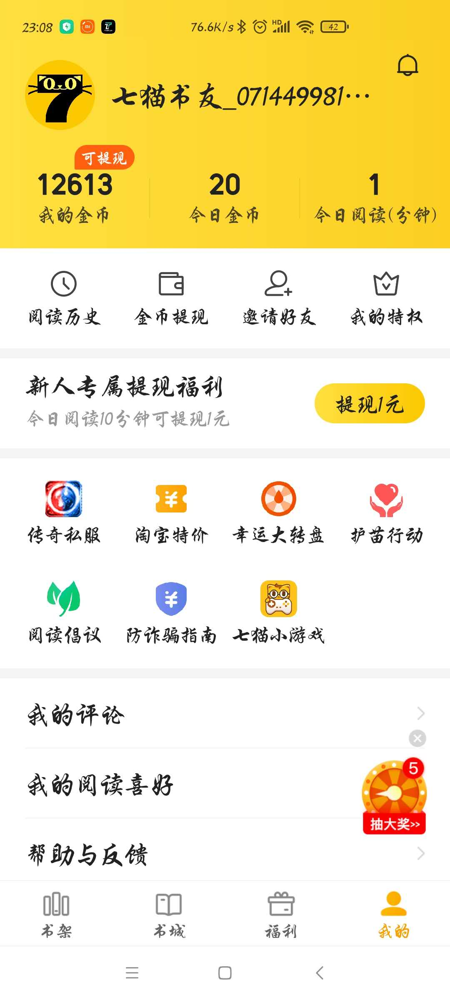 23:08
76.6K/s
HD
42
七猫书友_071449981…
可提现
12613
20
1
我的金币
今日金币
今日阅读(分钟)
阅读历史
金币提现
邀请好友
我的特权
新人专属提现福利
今日阅读10分钟可提现1元
提现1元
传奇私服
淘宝特价
幸运大转盘
护苗行动
阅读倡议
防诈骗指南
七猫小游戏
我的评论
我的阅读喜好
5
抽大奖>>
帮助与反馈
书架
书城
福利
我的